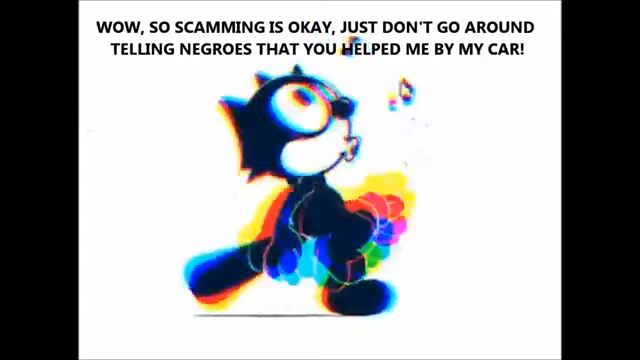 WOW, SO SCAMMING IS OKAY, JUST DON'T GO AROUND
TELLING NEGROES THAT YOU HELPED ME BY MY CAR!